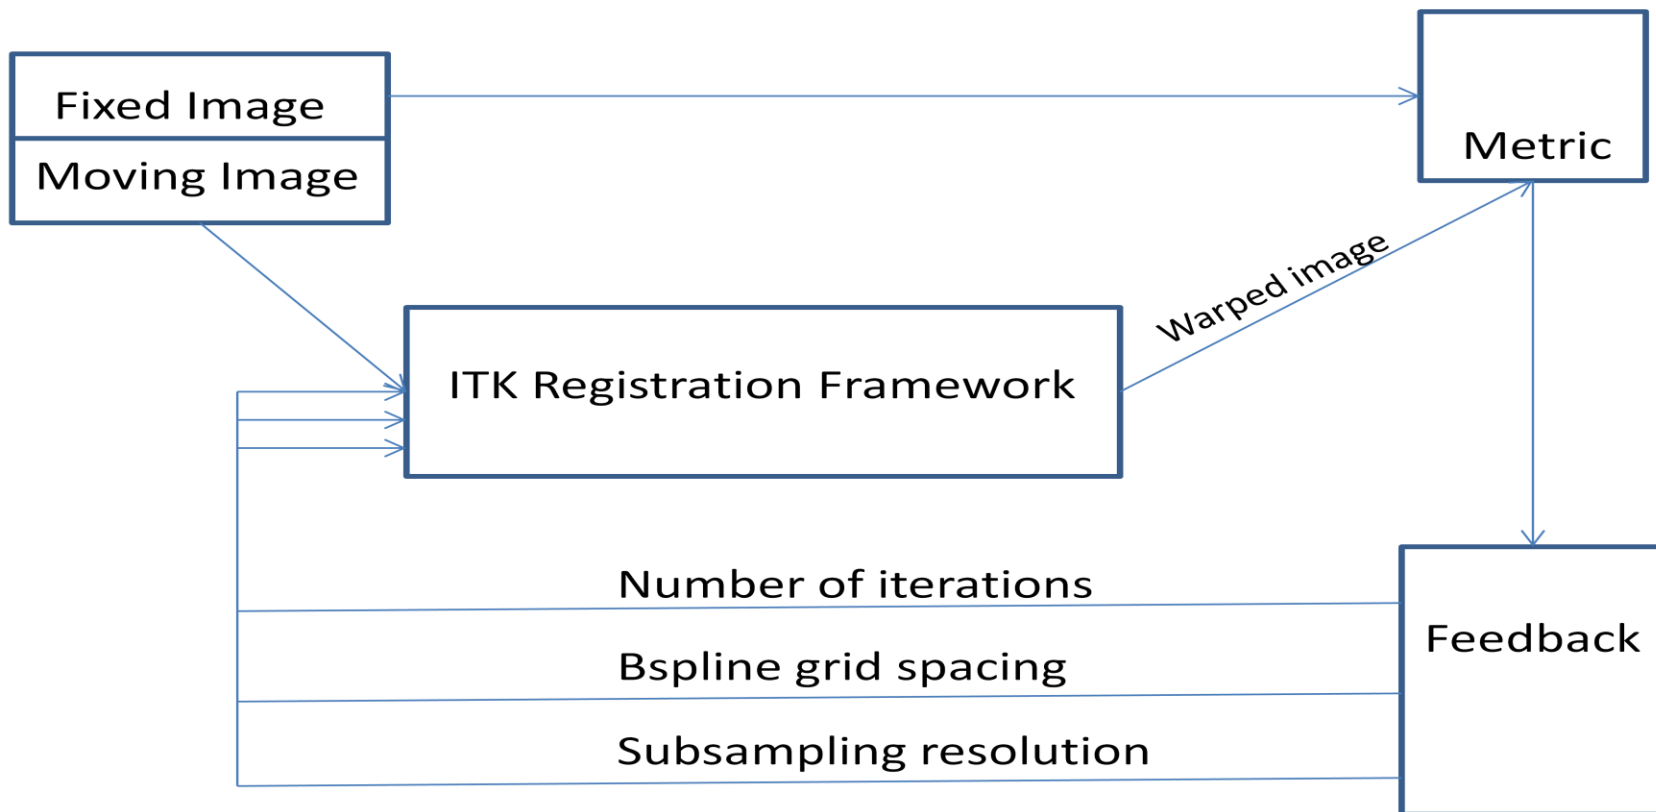 Fixed Image
Moving Image
Metric
Warped image
ITK Registration Framework
Number of iterations
Bspline grid spacing
Subsampling resolution
Feedback